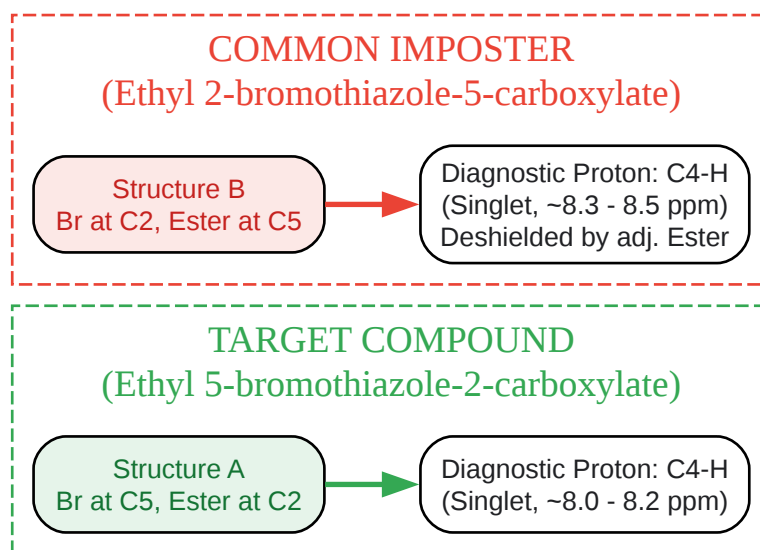 COMMON IMPOSTER
(Ethyl 2-bromothiazole-5-carboxylate)
Structure B
Br at C2, Ester at C5
Diagnostic Proton: C4-H
(Singlet, ~8.3 - 8.5 ppm)
Deshielded by adj. Ester
TARGET COMPOUND
(Ethyl 5-bromothiazole-2-carboxylate)
Structure A
Br at C5, Ester at C2
Diagnostic Proton: C4-H
(Singlet, ~8.0 - 8.2 ppm)